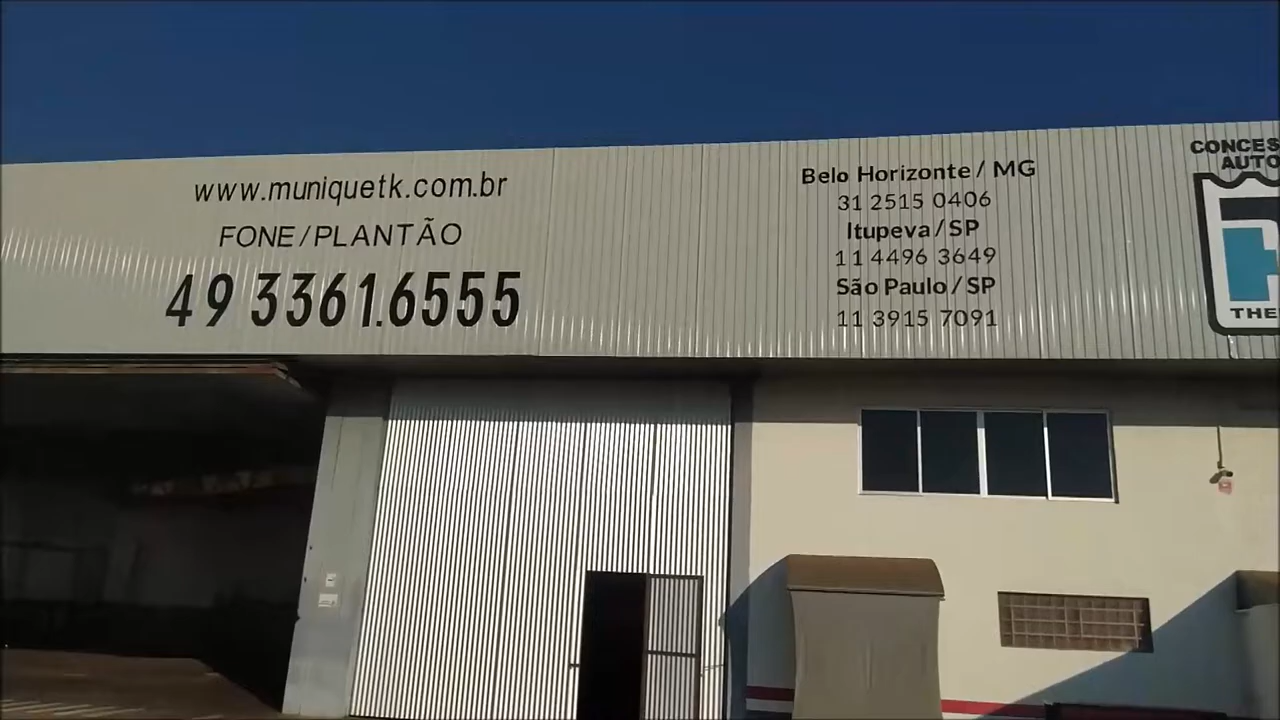 www.muniquetk.com.br
FONE/PLANTÃO
49 3361.6555
Belo Horizonte / MG
31 2515 0406
Itupeva / SP
11 4496 3649
São Paulo / SP
11 3915 7091
THE